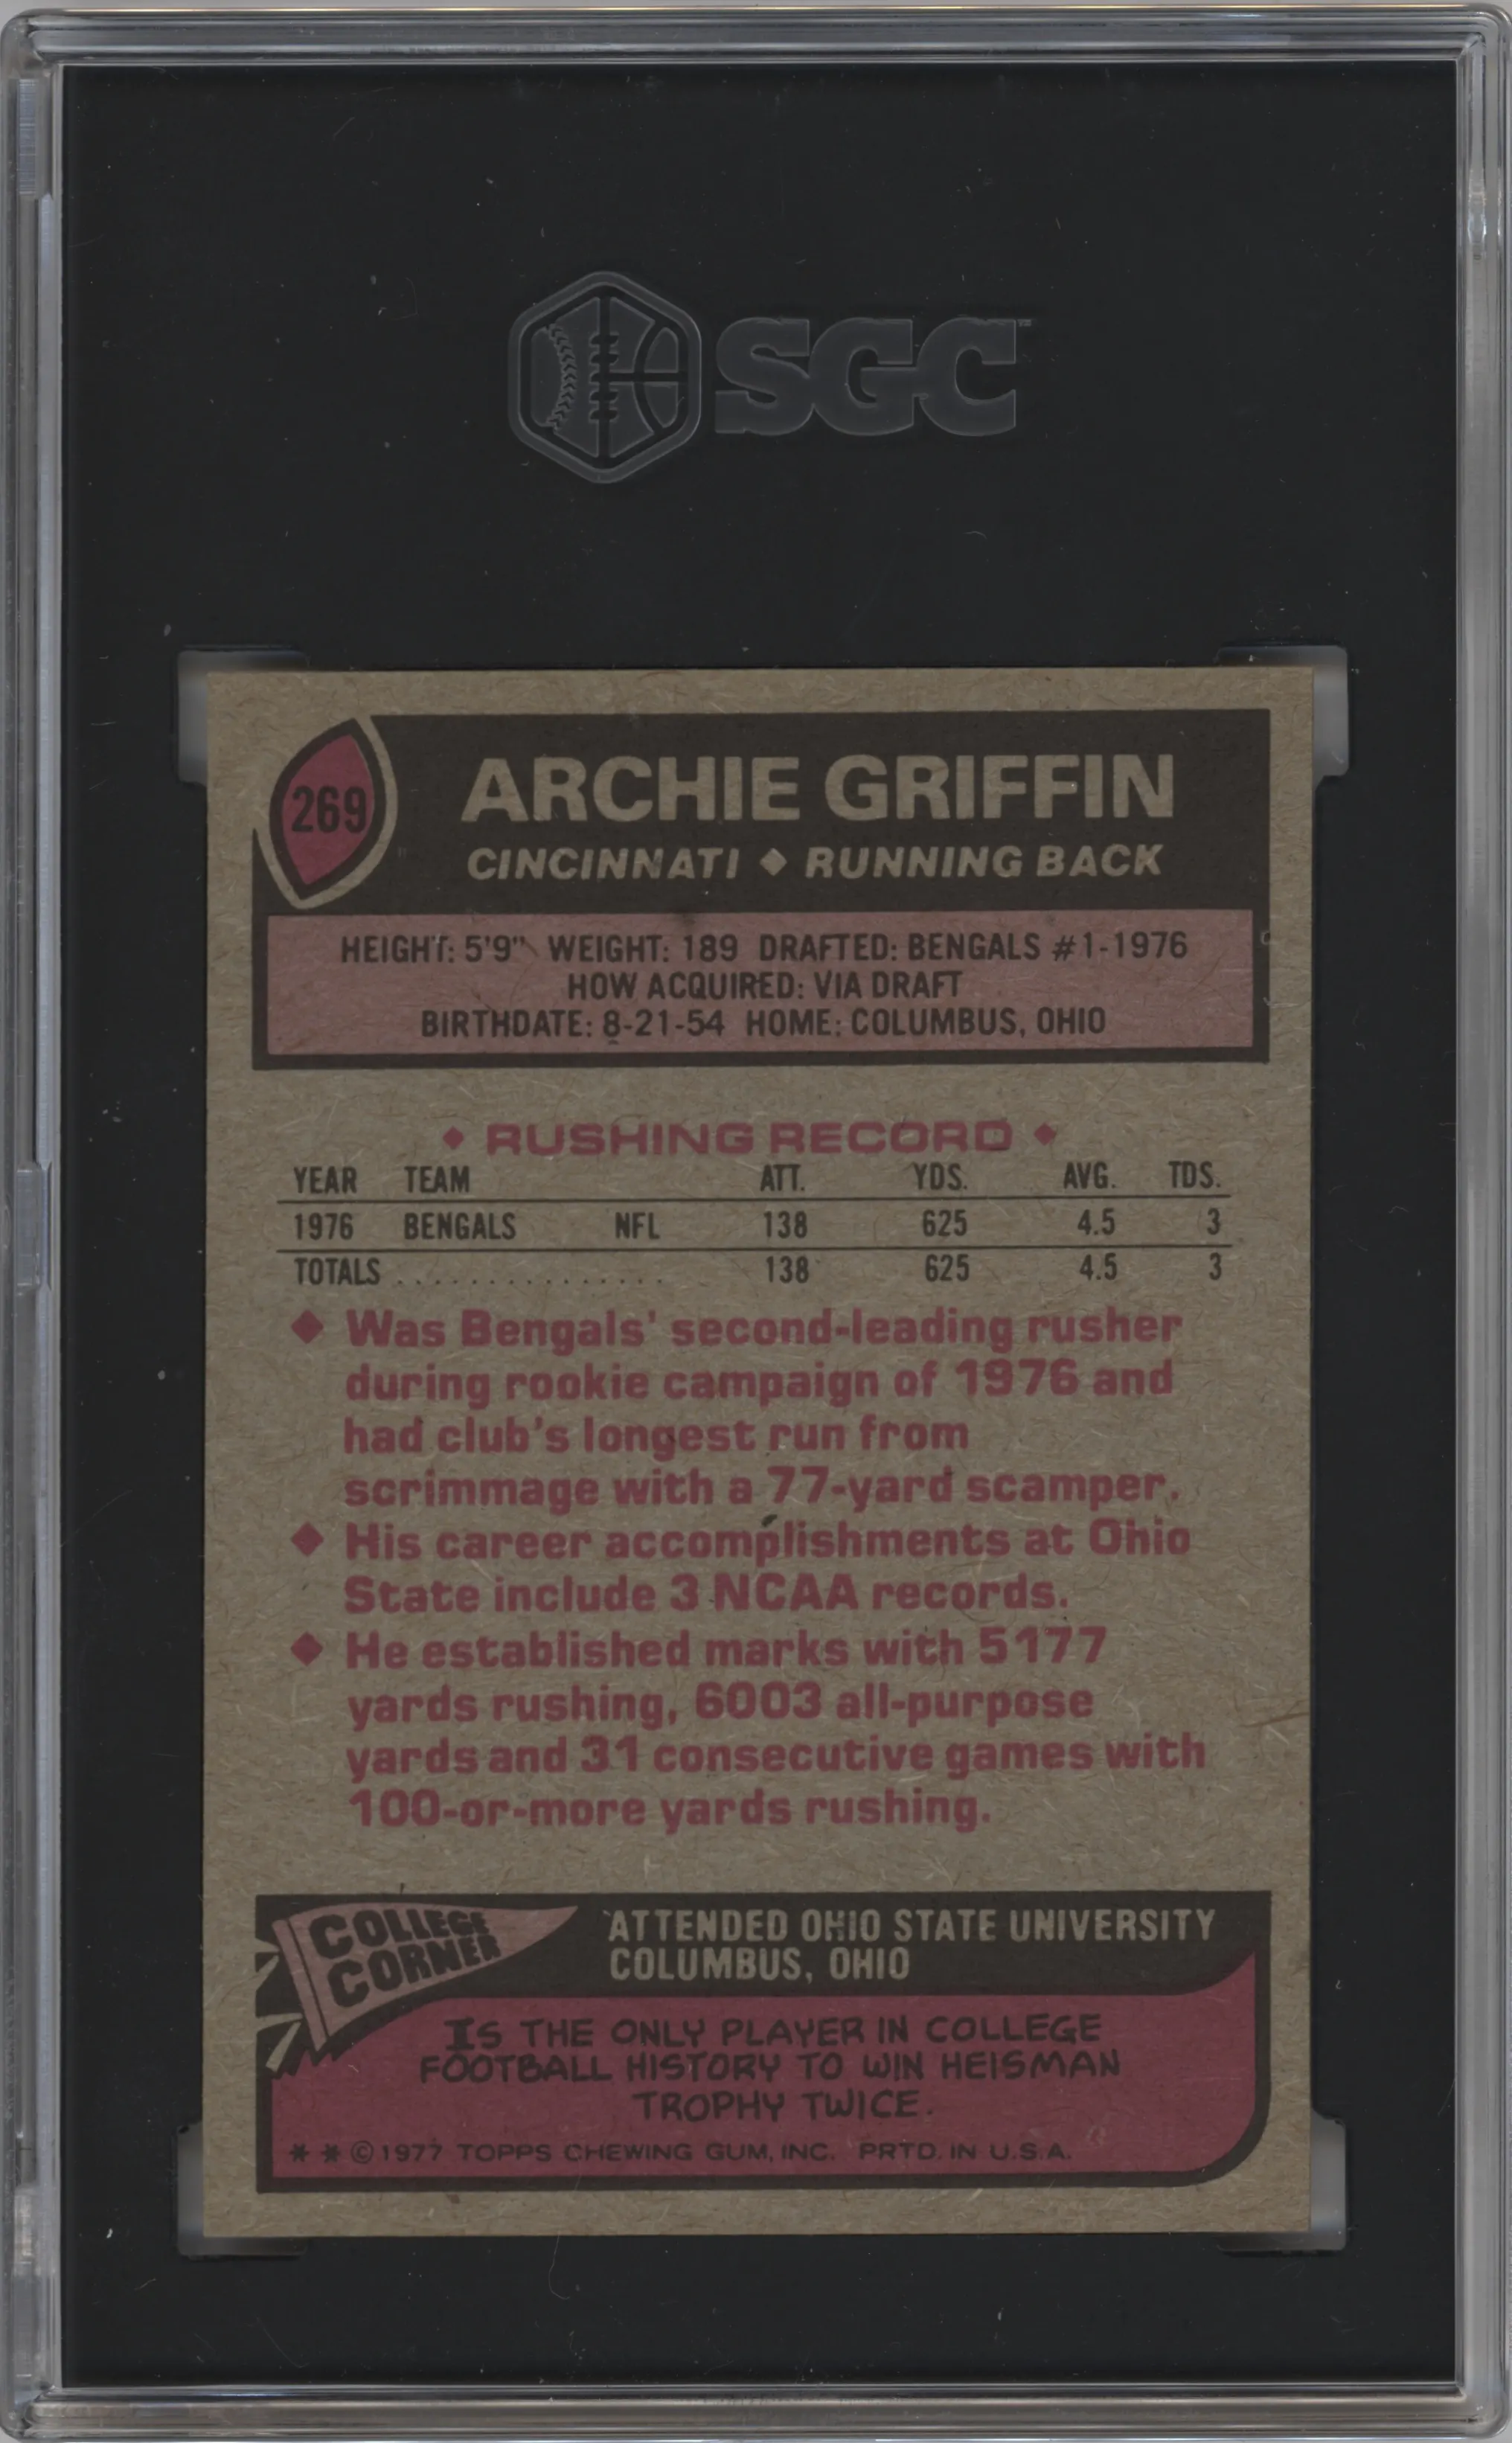 SGC™
269
ARCHIE GRIFFIN
CINCINNATI ◆ RUNNING BACK
HEIGHT: 5'9" WEIGHT: 189 DRAFTED: BENGALS #1-1976
HOW ACQUIRED: VIA DRAFT
BIRTHDATE: 8-21-54 HOME: COLUMBUS, OHIO
◆ RUSHING RECORD ◆
YEAR TEAM ATT. YDS. AVG. TDS.
1976 BENGALS NFL 138 625 4.5 3
TOTALS ............... 138 625 4.5 3
◆ Was Bengals' second-leading rusher
during rookie campaign of 1976 and
had club's longest run from
scrimmage with a 77-yard scamper.
◆ His career accomplishments at Ohio
State include 3 NCAA records.
◆ He established marks with 5177
yards rushing, 6003 all-purpose
yards and 31 consecutive games with
100-or-more yards rushing.
COLLEGE
CORNER
ATTENDED OHIO STATE UNIVERSITY
COLUMBUS, OHIO
IS THE ONLY PLAYER IN COLLEGE
FOOTBALL HISTORY TO WIN HEISMAN
TROPHY TWICE.
* * © 1977 TOPPS CHEWING GUM, INC. PRTD. IN U.S.A.